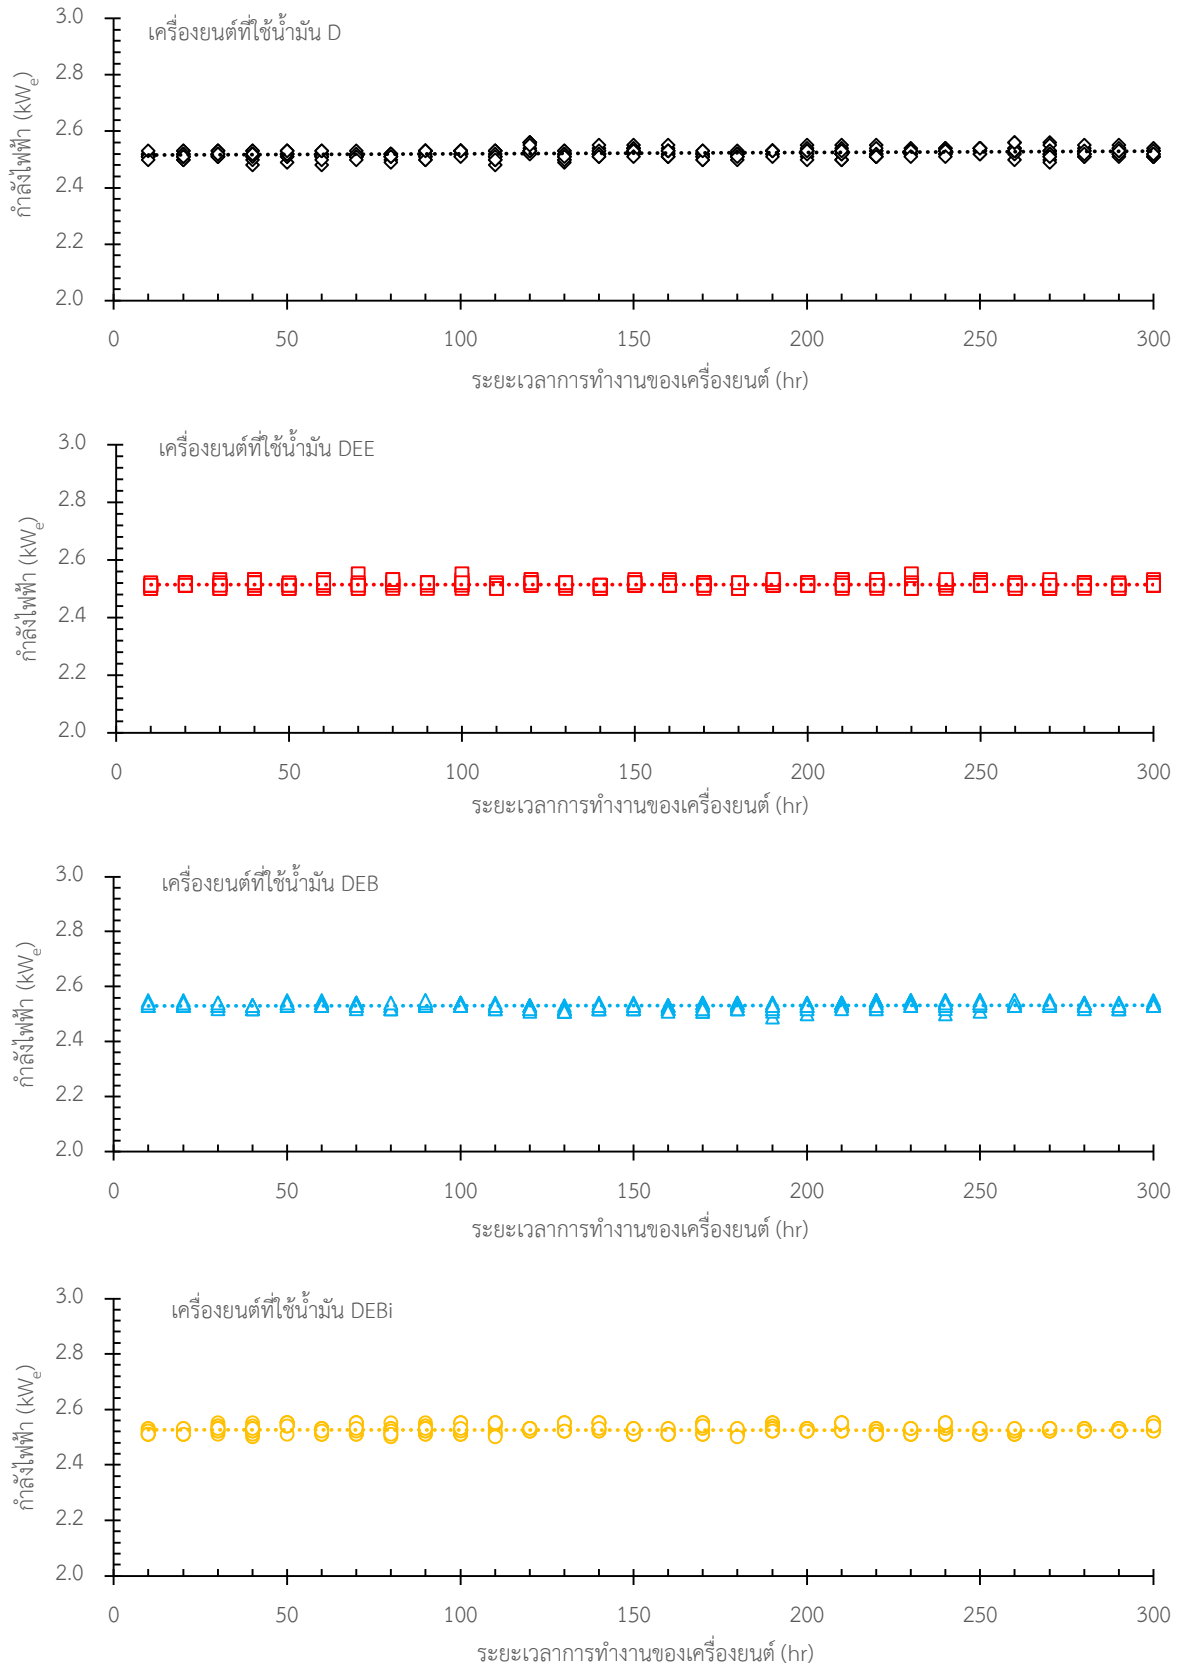 เครื่องยนต์ที่ใช้น้ำมัน D
กำลังไฟฟ้า (kWe)
3.0
2.8
2.6
2.4
2.2
2.0
0 50 100 150 200 250 300
ระยะเวลาการทำงานของเครื่องยนต์ (hr)
เครื่องยนต์ที่ใช้น้ำมัน DEE
กำลังไฟฟ้า (kWe)
3.0
2.8
2.6
2.4
2.2
2.0
0 50 100 150 200 250 300
ระยะเวลาการทำงานของเครื่องยนต์ (hr)
เครื่องยนต์ที่ใช้น้ำมัน DEB
กำลังไฟฟ้า (kWe)
3.0
2.8
2.6
2.4
2.2
2.0
0 50 100 150 200 250 300
ระยะเวลาการทำงานของเครื่องยนต์ (hr)
เครื่องยนต์ที่ใช้น้ำมัน DEBi
กำลังไฟฟ้า (kWe)
3.0
2.8
2.6
2.4
2.2
2.0
0 50 100 150 200 250 300
ระยะเวลาการทำงานของเครื่องยนต์ (hr)